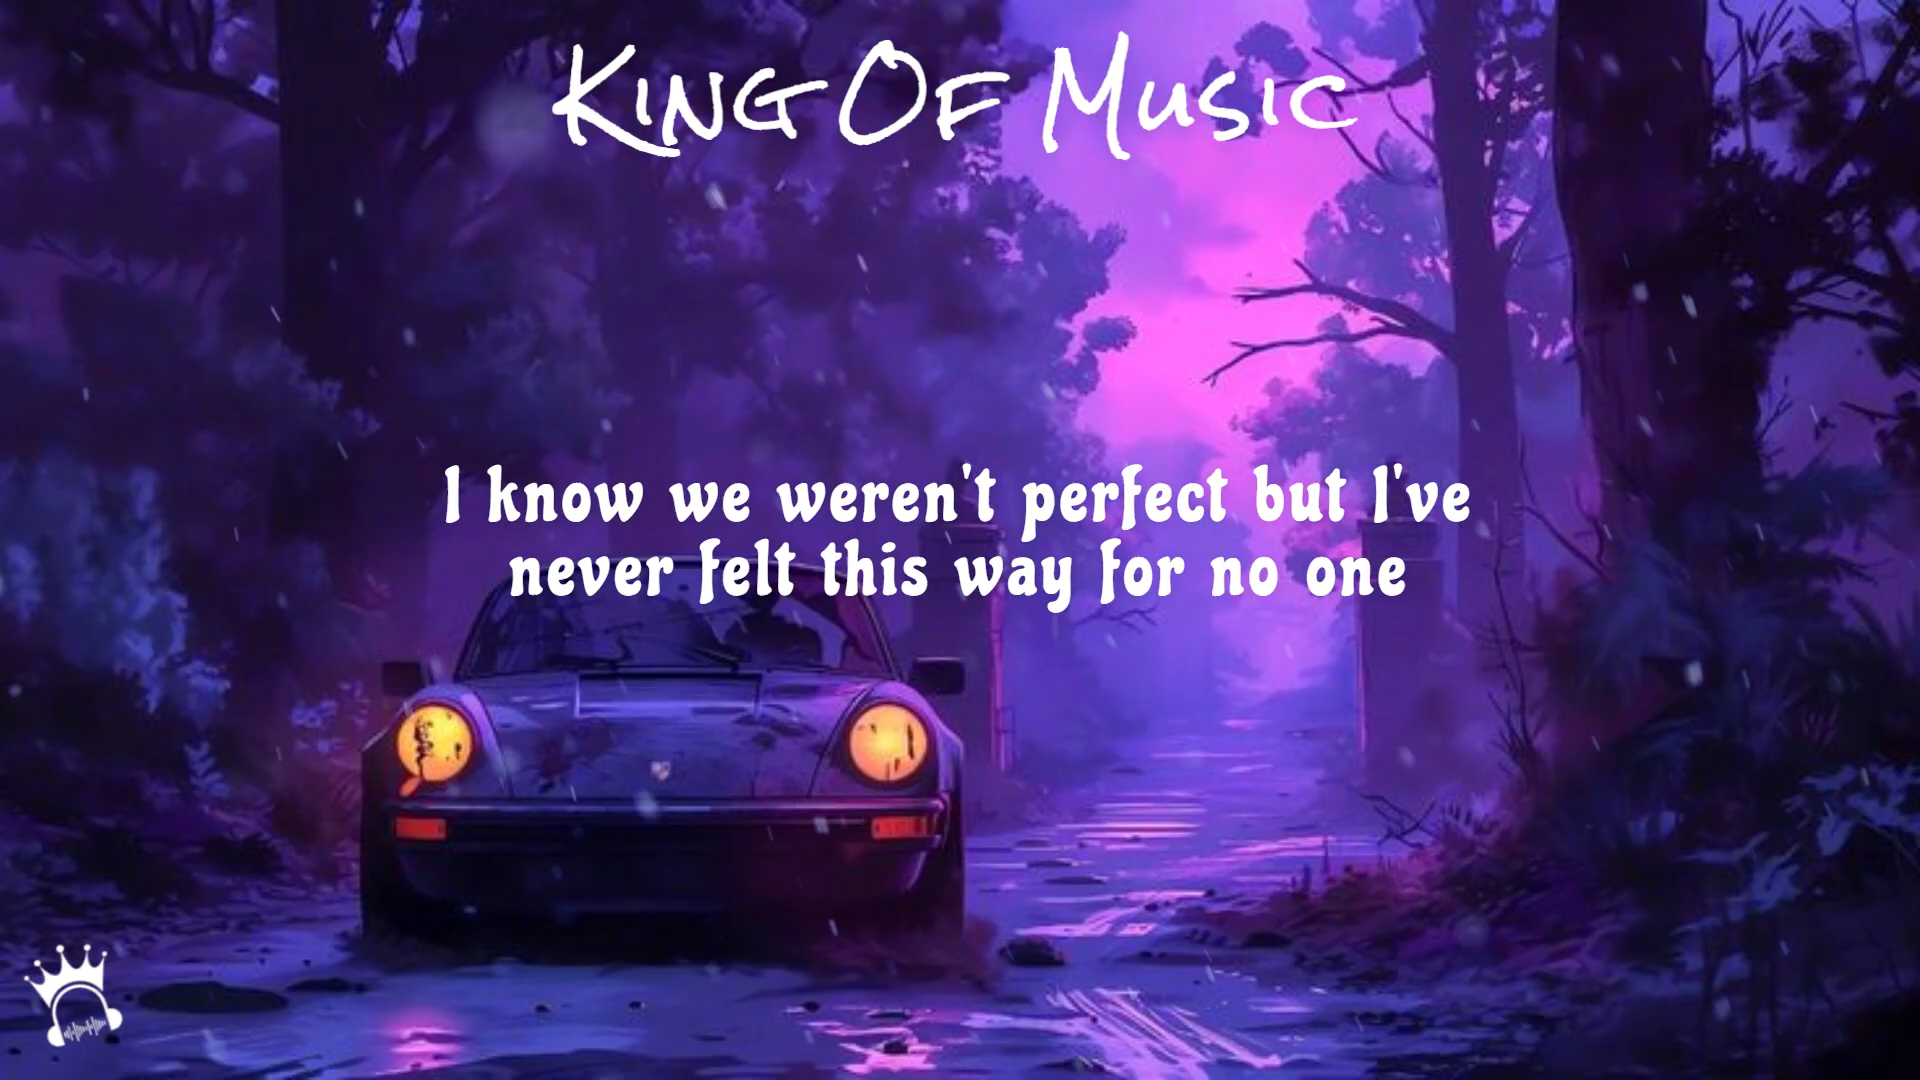 King Of Music
I know we weren't perfect but I've
never felt this way for no one